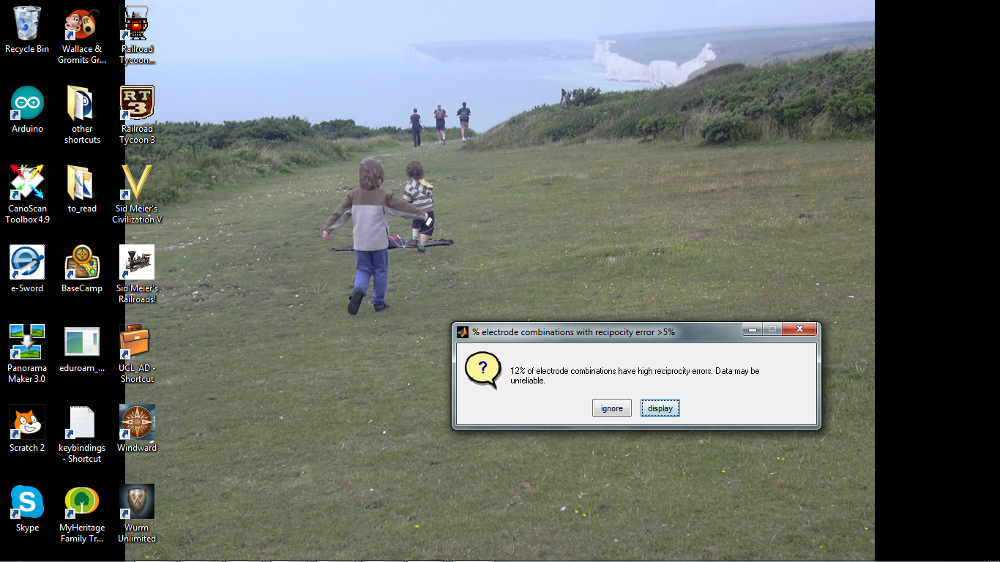 Recycle Bin
Wallace &
Gromits Gr...
Railroad
Tycoon...
Arduino
other
shortcuts
RT
3
Railroad
Tycoon 3
CanoScan
Toolbox 4.9
to_read
Sid Meier's
Civilization V
e-Sword
BaseCamp
Sid Meier's
Railroads!
Panorama
Maker 3.0
eduroam_...
UCL_AD -
Shortcut
Scratch 2
keybindings
- Shortcut
Windward
S
Skype
MyHeritage
Family Tr...
W
Wurm
Unlimited
% electrode combinations with recipocity error >5%
?
12% of electrode combinations have high reciprocity errors. Data may be
unreliable.
ignore
display